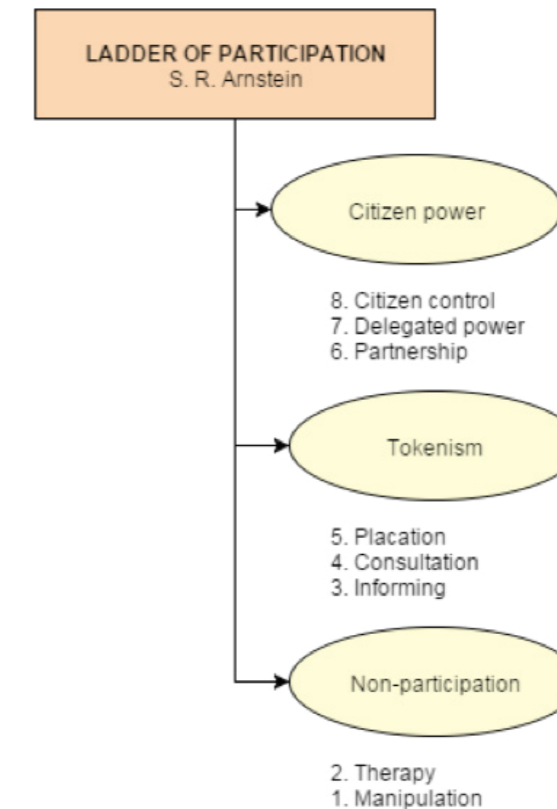 LADDER OF PARTICIPATION
S. R. Arnstein
Citizen power
8. Citizen control
7. Delegated power
6. Partnership
Tokenism
5. Placation
4. Consultation
3. Informing
Non-participation
2. Therapy
1. Manipulation